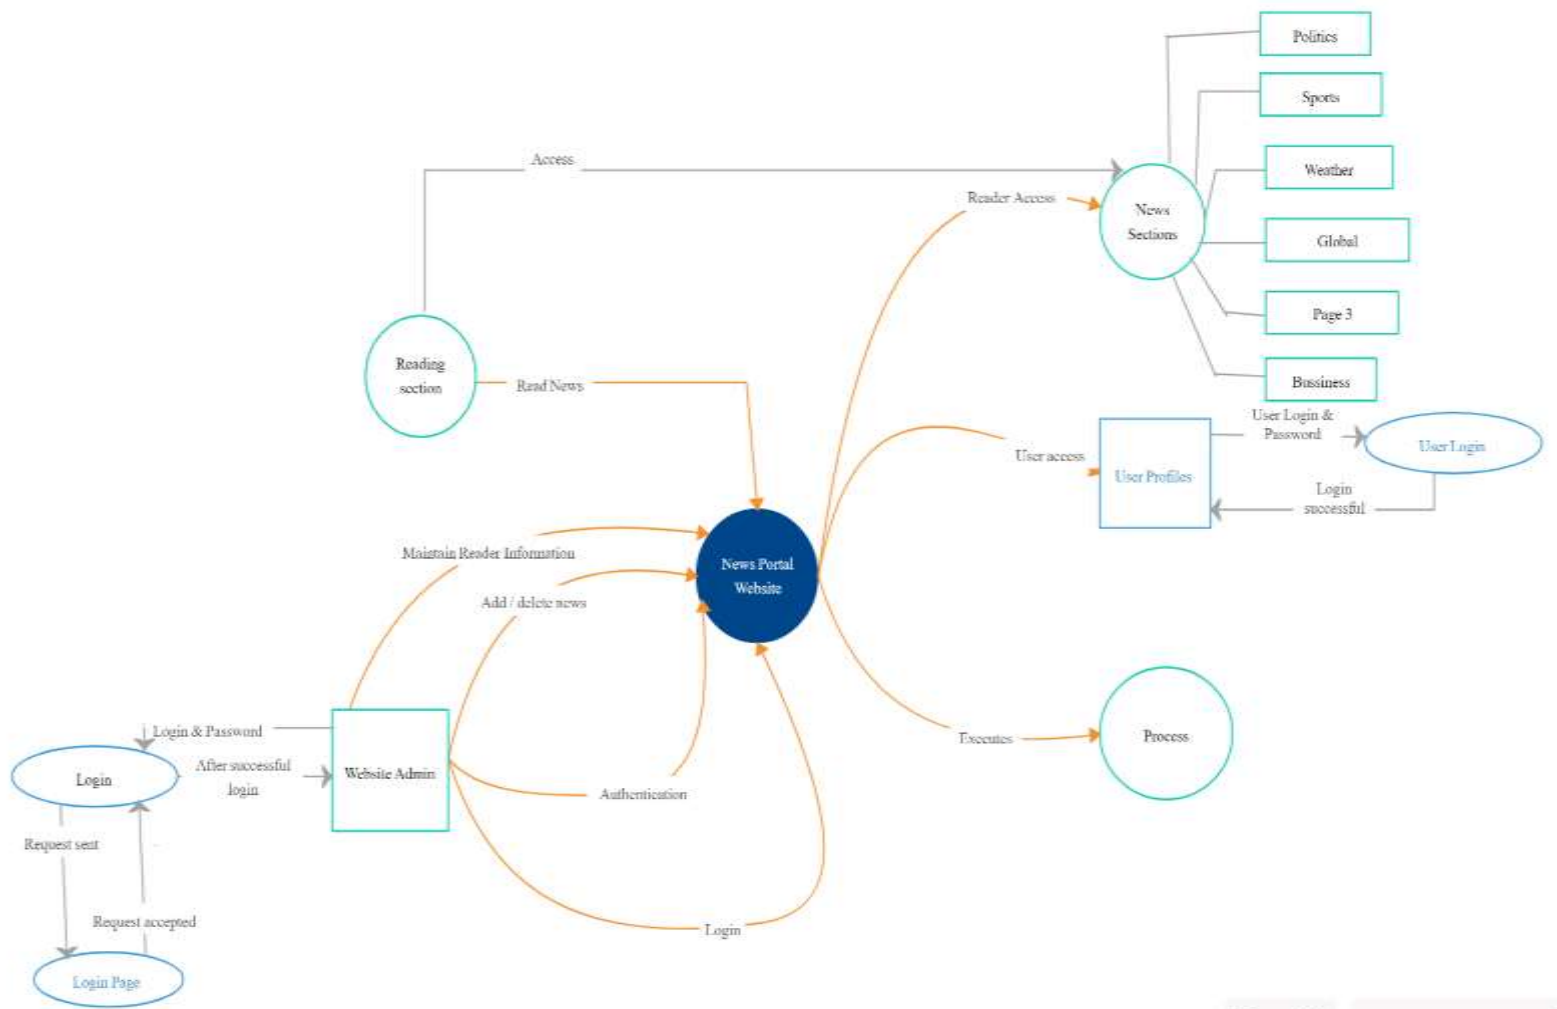 Politics
Sports
Weather
Global
Page 3
Bussiness
Access
Reader Access
News
Sections
Reading
section
Read News
User access
User Profiles
User Login &
Password
User Login
Login
successful
Maintain Reader Information
Add / delete news
News Portal
Website
Executes
Process
Login & Password
Login
After successful
login
Website Admin
Authentication
Request sent
Request accepted
Login
Login Page